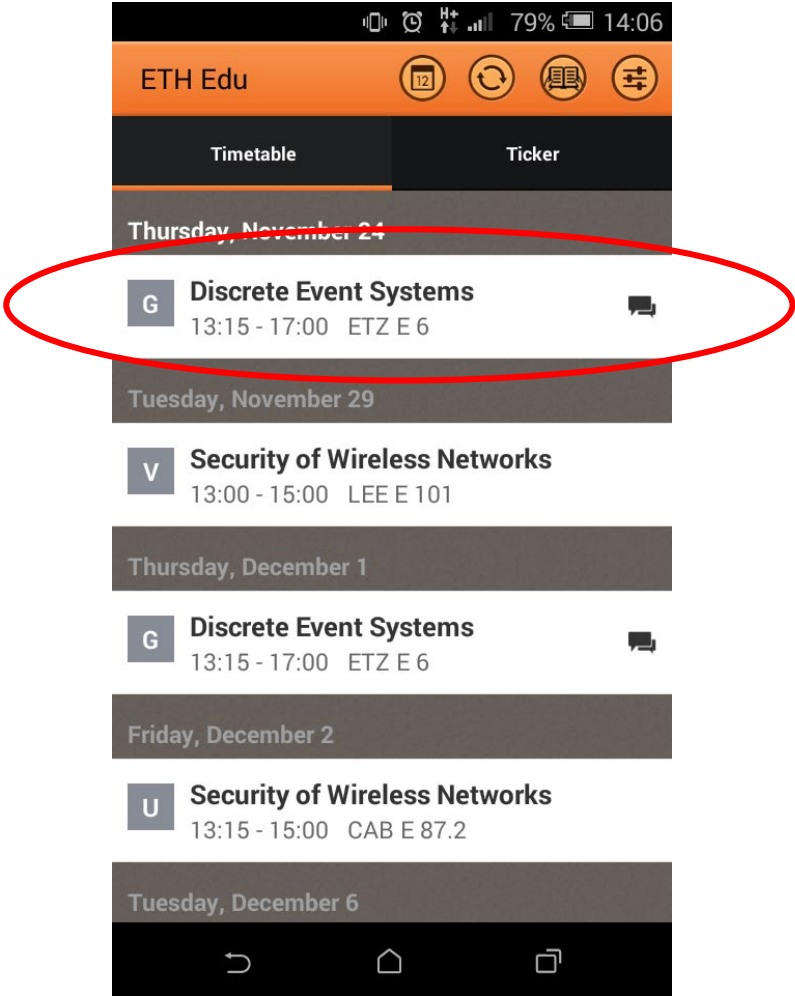 H+ 79% 14:06
ETH Edu 12
Timetable Ticker
Thursday, November 24
G Discrete Event Systems
13:15 - 17:00 ETZ E 6
Tuesday, November 29
V Security of Wireless Networks
13:00 - 15:00 LEE E 101
Thursday, December 1
G Discrete Event Systems
13:15 - 17:00 ETZ E 6
Friday, December 2
U Security of Wireless Networks
13:15 - 15:00 CAB E 87.2
Tuesday, December 6